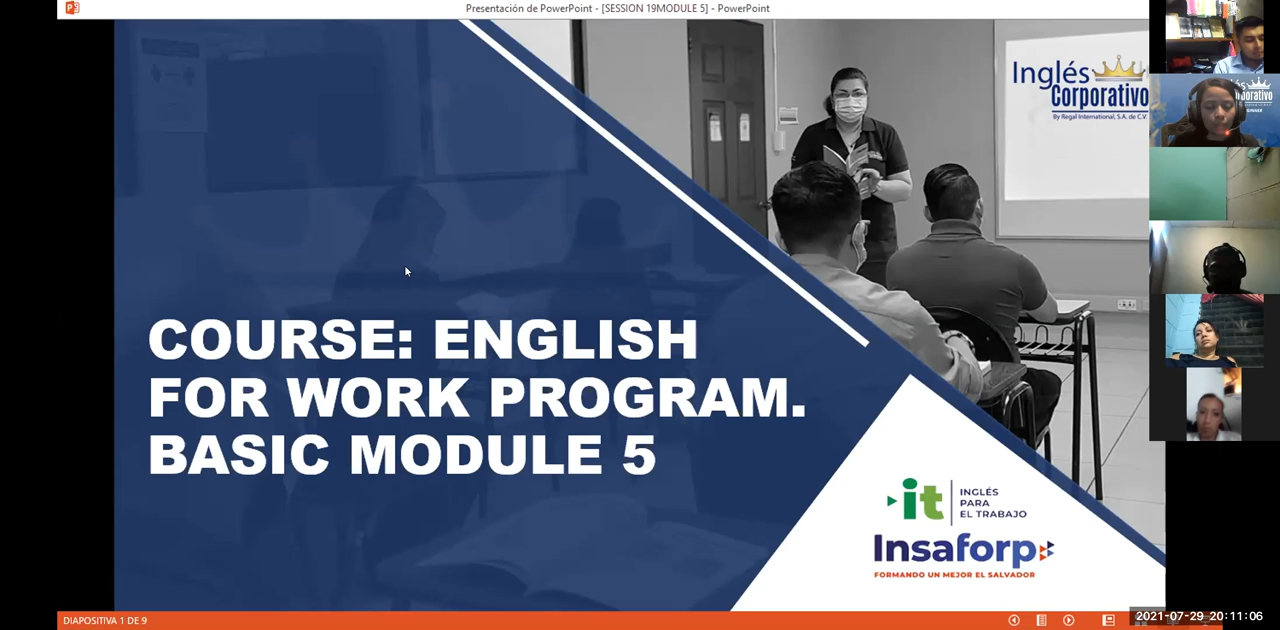 Presentación de PowerPoint - [SESSION 19MODULE 5] - PowerPoint
Inglés
Corporativo
By Regal International, S.A. de C.V.
COURSE: ENGLISH
FOR WORK PROGRAM.
BASIC MODULE 5
it
INGLÉS
PARA
EL TRABAJO
Insaforp
FORMANDO UN MEJOR EL SALVADOR
DIAPOSITIVA 1 DE 9
2021-07-29 20:11:06